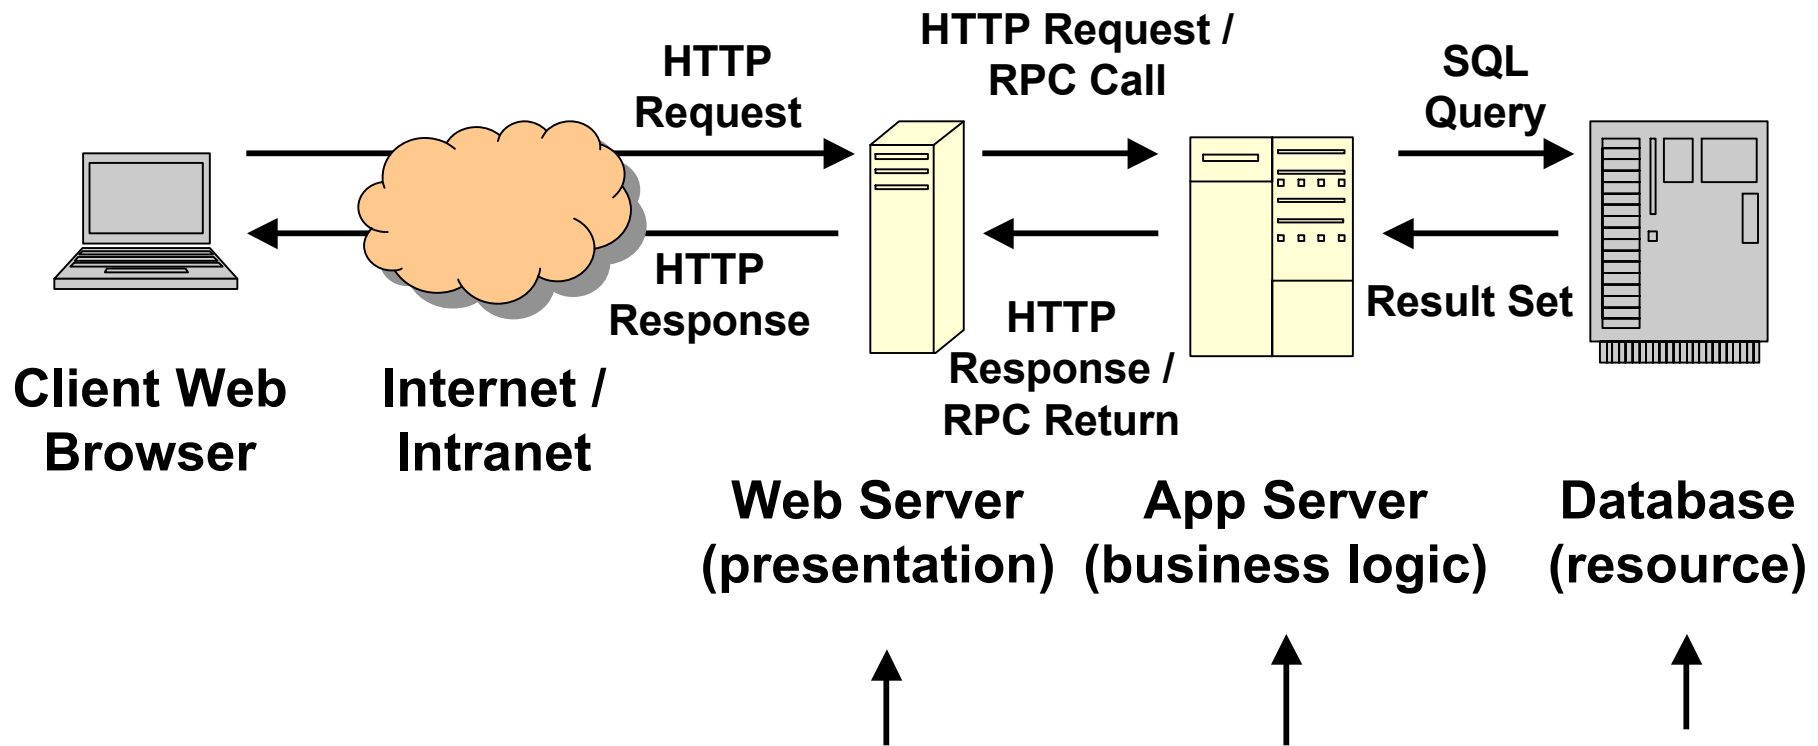 HTTP
Request
HTTP Request /
RPC Call
SQL
Query
HTTP
Response
HTTP
Response /
RPC Return
Result Set
Client Web
Browser
Internet /
Intranet
Web Server
(presentation)
App Server
(business logic)
Database
(resource)